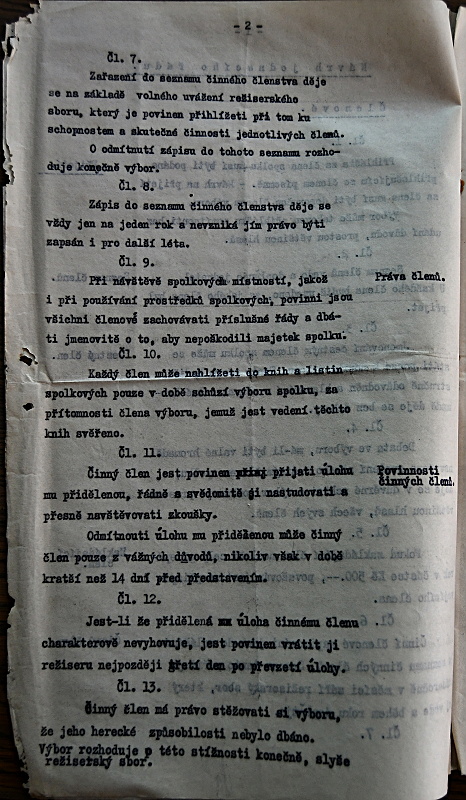 - 2 -
Čl. 7.
Zařazení do seznamu činného členstva děje
se na základě volného uvážení režiserského
sboru, který je povinem přihlížeti při tom ku
schopnostem a skutečné činnosti jednotlivých členů.
O odmítnutí zápisu do tohoto seznamu rozho-
duje konečně výbor.
Čl. 8.
Zápis do seznamu činného členstva děje se
vždy jen na jeden rok a nevzniká jím právo býti
zapsán i pro další léta.
Čl. 9.
Při návštěvě spolkových místností, jakož
Práva členů.
i při používání prostředků spolkových, povinni jsou
všichni členové zachovávati příslušné řády a dbá-
ti jmenovitě o to, aby nepoškodili majetek spolku.
Čl. 10.
Každý člen může nahlížeti do knih a listin
spolkových pouze v době schůzí výboru spolku, za
přítomnosti člena výboru, jemuž jest vedení těchto
knih svěřeno.
Čl. 11.
Činný člen jest povinem přijati úlohu
Povinnosti
činných členů.
mu přidělenou, řádně a svědomitě ji nastudovati a
přesně navštěvovati zkoušky.
Odmítnouti úlohu mu přidělenou může činný
člen pouze z vážných důvodů, nikoliv však v době
kratší než 14 dní před představením.
Čl. 12.
Jest-li že přidělená úloha činnému členu
charakterově nevyhovuje, jest povinem vrátit ji
režiseru nejpozději třetí den po převzetí úlohy.
Čl. 13.
Činný člen má právo stěžovati si výboru,
že jeho herecké způsobilosti nebylo dbáno.
Výbor rozhoduje o této stížnosti konečně, slyše
režisérský sbor.